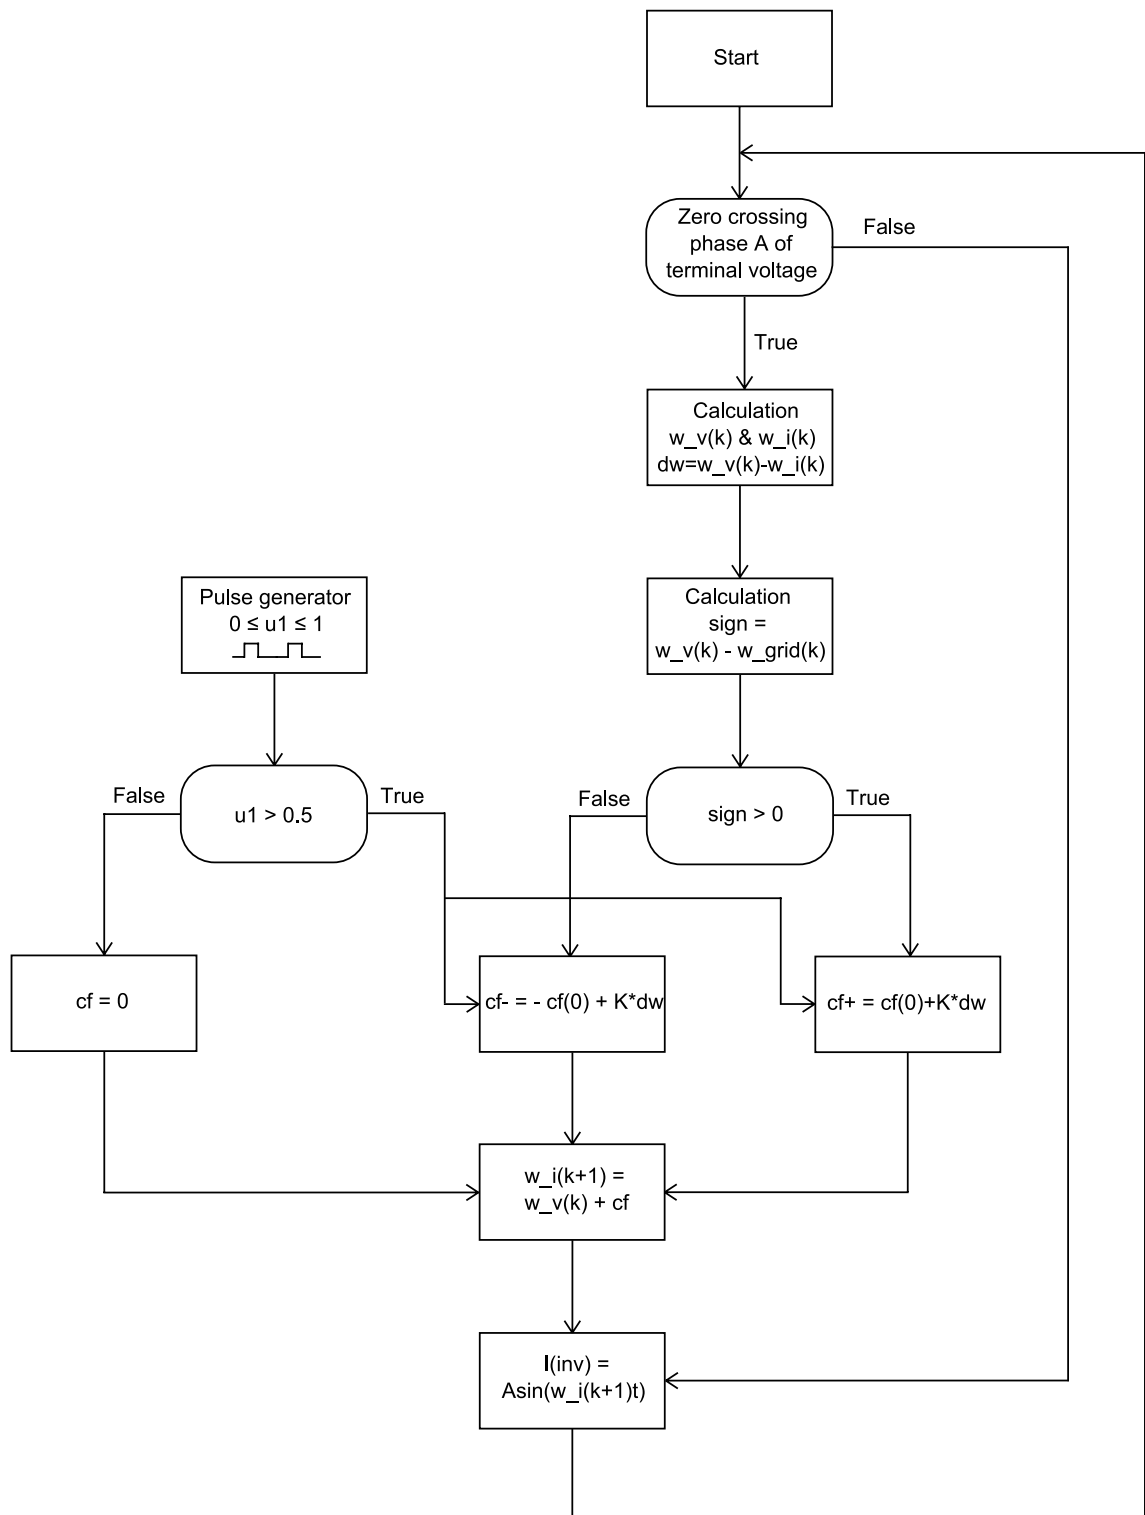 Start
Zero crossing
phase A of
terminal voltage
False
True
Calculation
w_v(k) & w_i(k)
dw=w_v(k)-w_i(k)
Pulse generator
0 ≤ u1 ≤ 1
Calculation
sign =
w_v(k) - w_grid(k)
False
u1 > 0.5
True
False
sign > 0
True
cf = 0
cf- = - cf(0) + K*dw
cf+ = cf(0)+K*dw
w_i(k+1) =
w_v(k) + cf
I(inv) =
Asin(w_i(k+1)t)